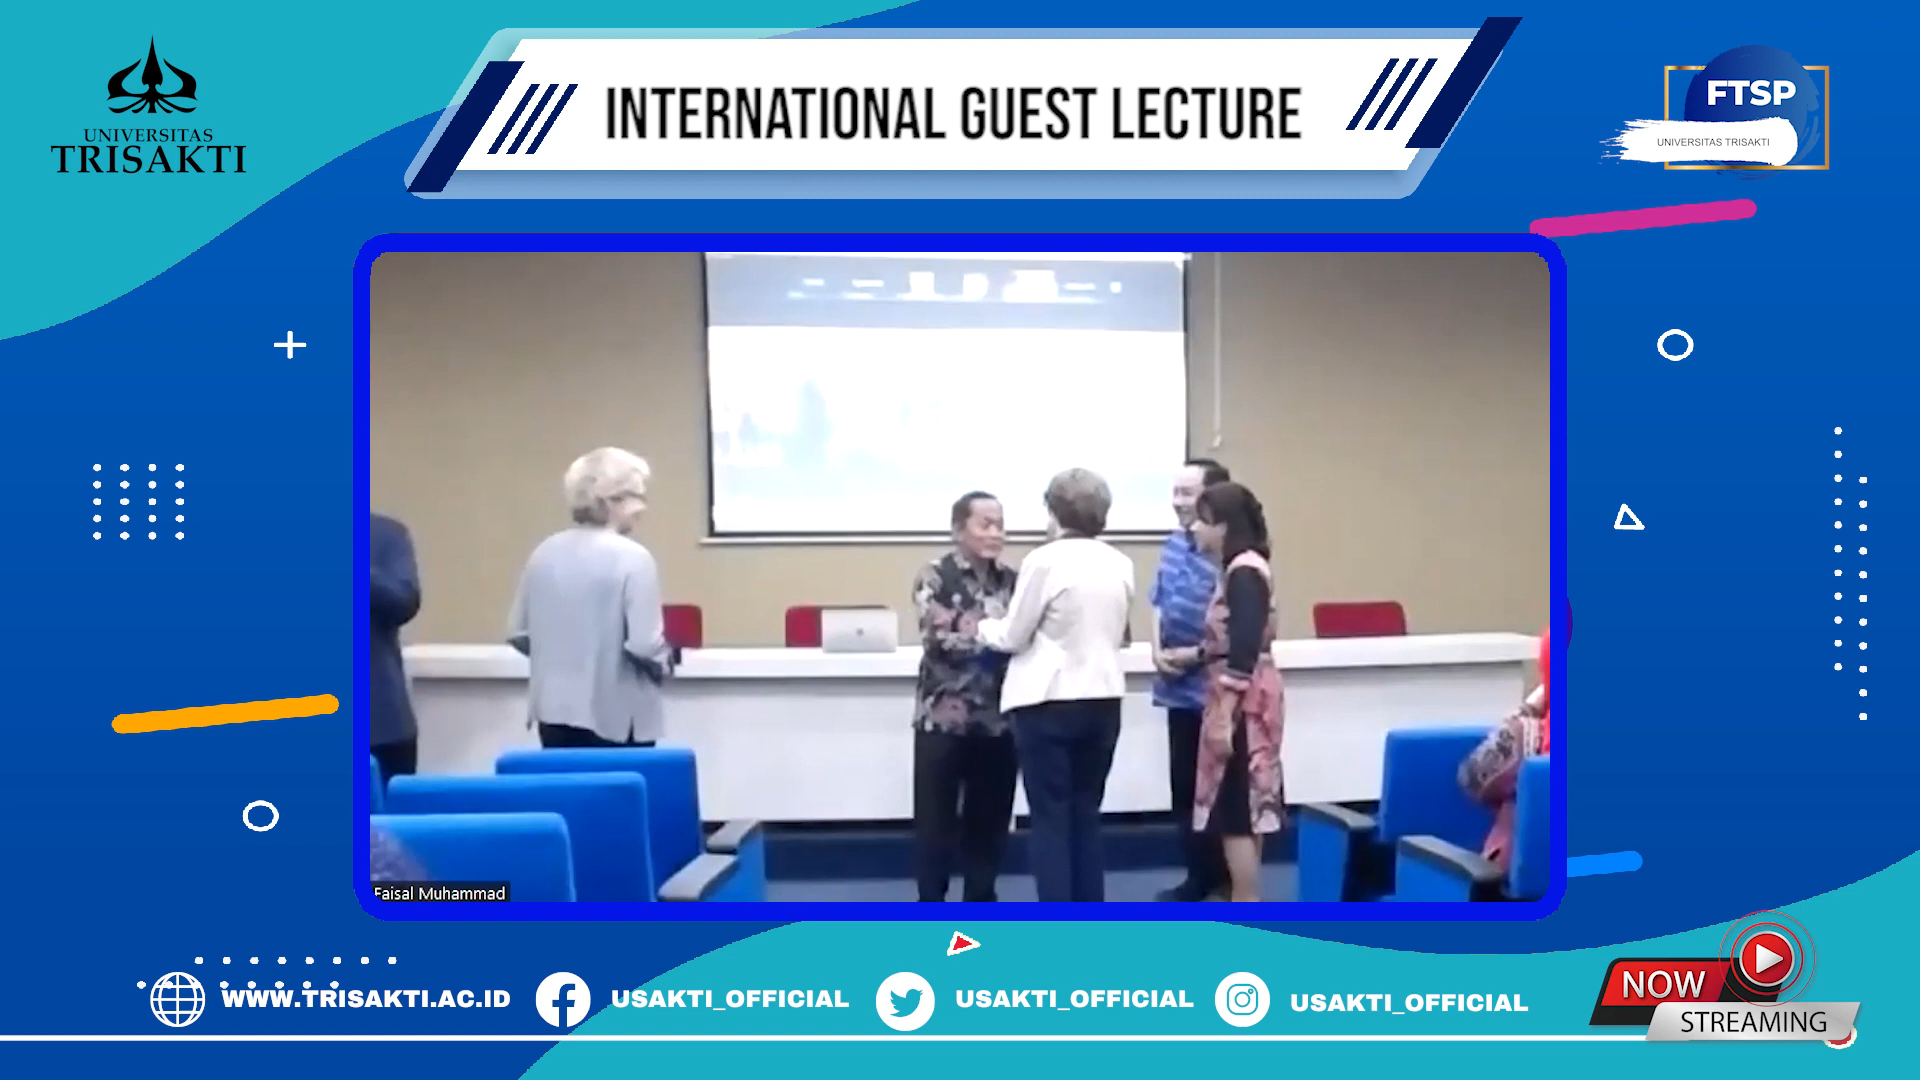 UNIVERSITAS
TRISAKTI
INTERNATIONAL GUEST LECTURE
FTSP
UNIVERSITAS TRISAKTI
Faisal Muhammad
WWW.TRISAKTI.AC.ID
USAKTI_OFFICIAL
USAKTI_OFFICIAL
USAKTI_OFFICIAL
NOW
STREAMING